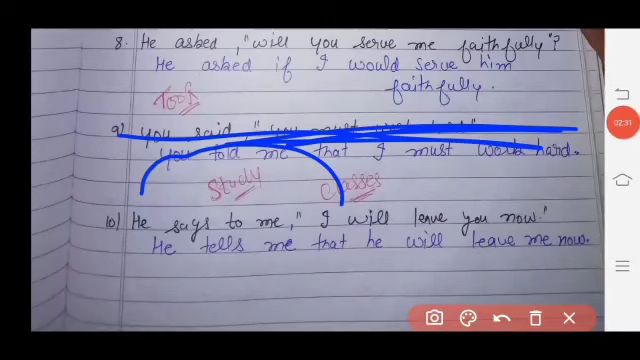 8. He asked, "will you serve me faithfully"?
He asked if I would serve him
faithfully.
Tool
9) you said, "you must
you told me that I must work hard.
Study Classes
10) He says to me, "I will leave you now."
He tells me that he will leave me now.
02:31